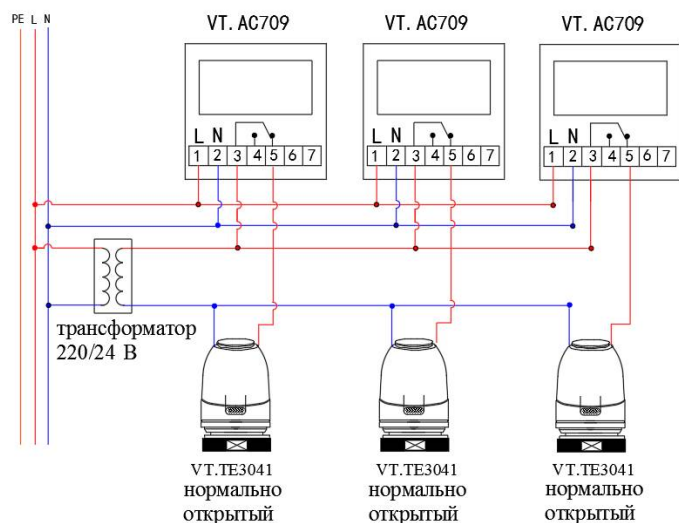 PE L N
VT.AC709
VT.AC709
VT.AC709
L N
1 2 3 4 5 6 7
L N
1 2 3 4 5 6 7
L N
1 2 3 4 5 6 7
трансформатор
220/24 В
VT.TE3041
нормально
открытый
VT.TE3041
нормально
открытый
VT.TE3041
нормально
открытый